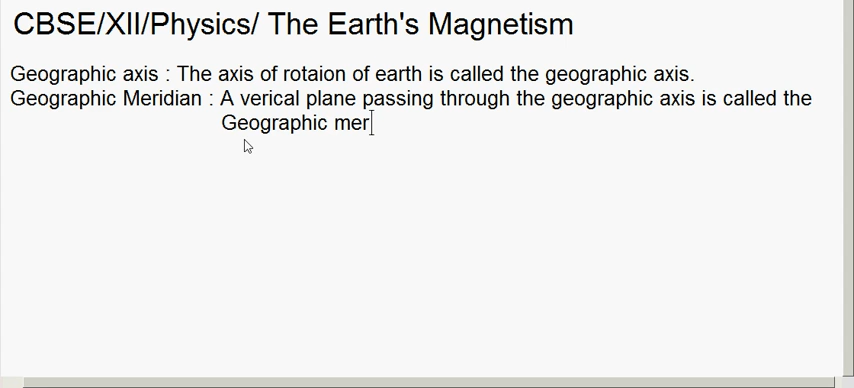 CBSE/XII/Physics/ The Earth's Magnetism
Geographic axis : The axis of rotaion of earth is called the geographic axis.
Geographic Meridian : A verical plane passing through the geographic axis is called the
Geographic mer